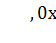 , 0x